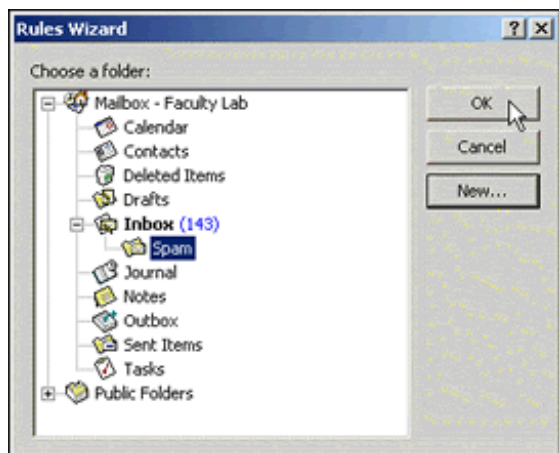 Rules Wizard
Choose a folder:
Mailbox - Faculty Lab
Calendar
Contacts
Deleted Items
Drafts
Inbox (143)
Spam
Journal
Notes
Outbox
Sent Items
Tasks
Public Folders
OK
Cancel
New...